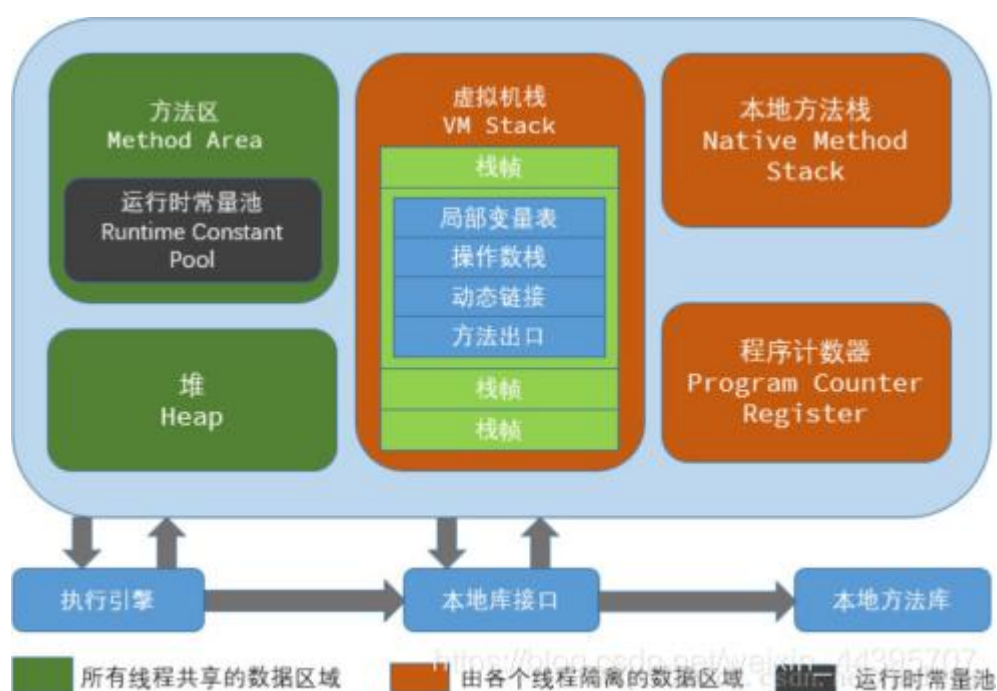 方法区
Method Area
运行时常量池
Runtime Constant
Pool
堆
Heap
虚拟机栈
VM Stack
栈帧
局部变量表
操作数栈
动态链接
方法出口
栈帧
栈帧
本地方法栈
Native Method
Stack
程序计数器
Program Counter
Register
执行引擎
本地库接口
本地方法库
所有线程共享的数据区域
由各个线程隔离的数据区域
运行时常量池